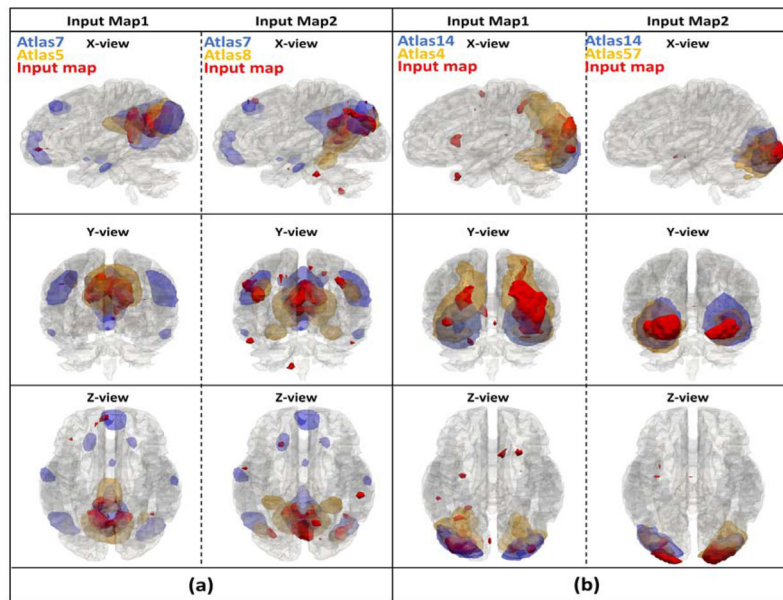 Input Map1 Input Map2 Input Map1 Input Map2
Atlas7 X-view Atlas7 X-view Atlas14 X-view Atlas14 X-view
Atlas5 Atlas8 Atlas4 Atlas57
Input map Input map Input map Input map
Y-view Y-view Y-view Y-view
Z-view Z-view Z-view Z-view
(a) (b)